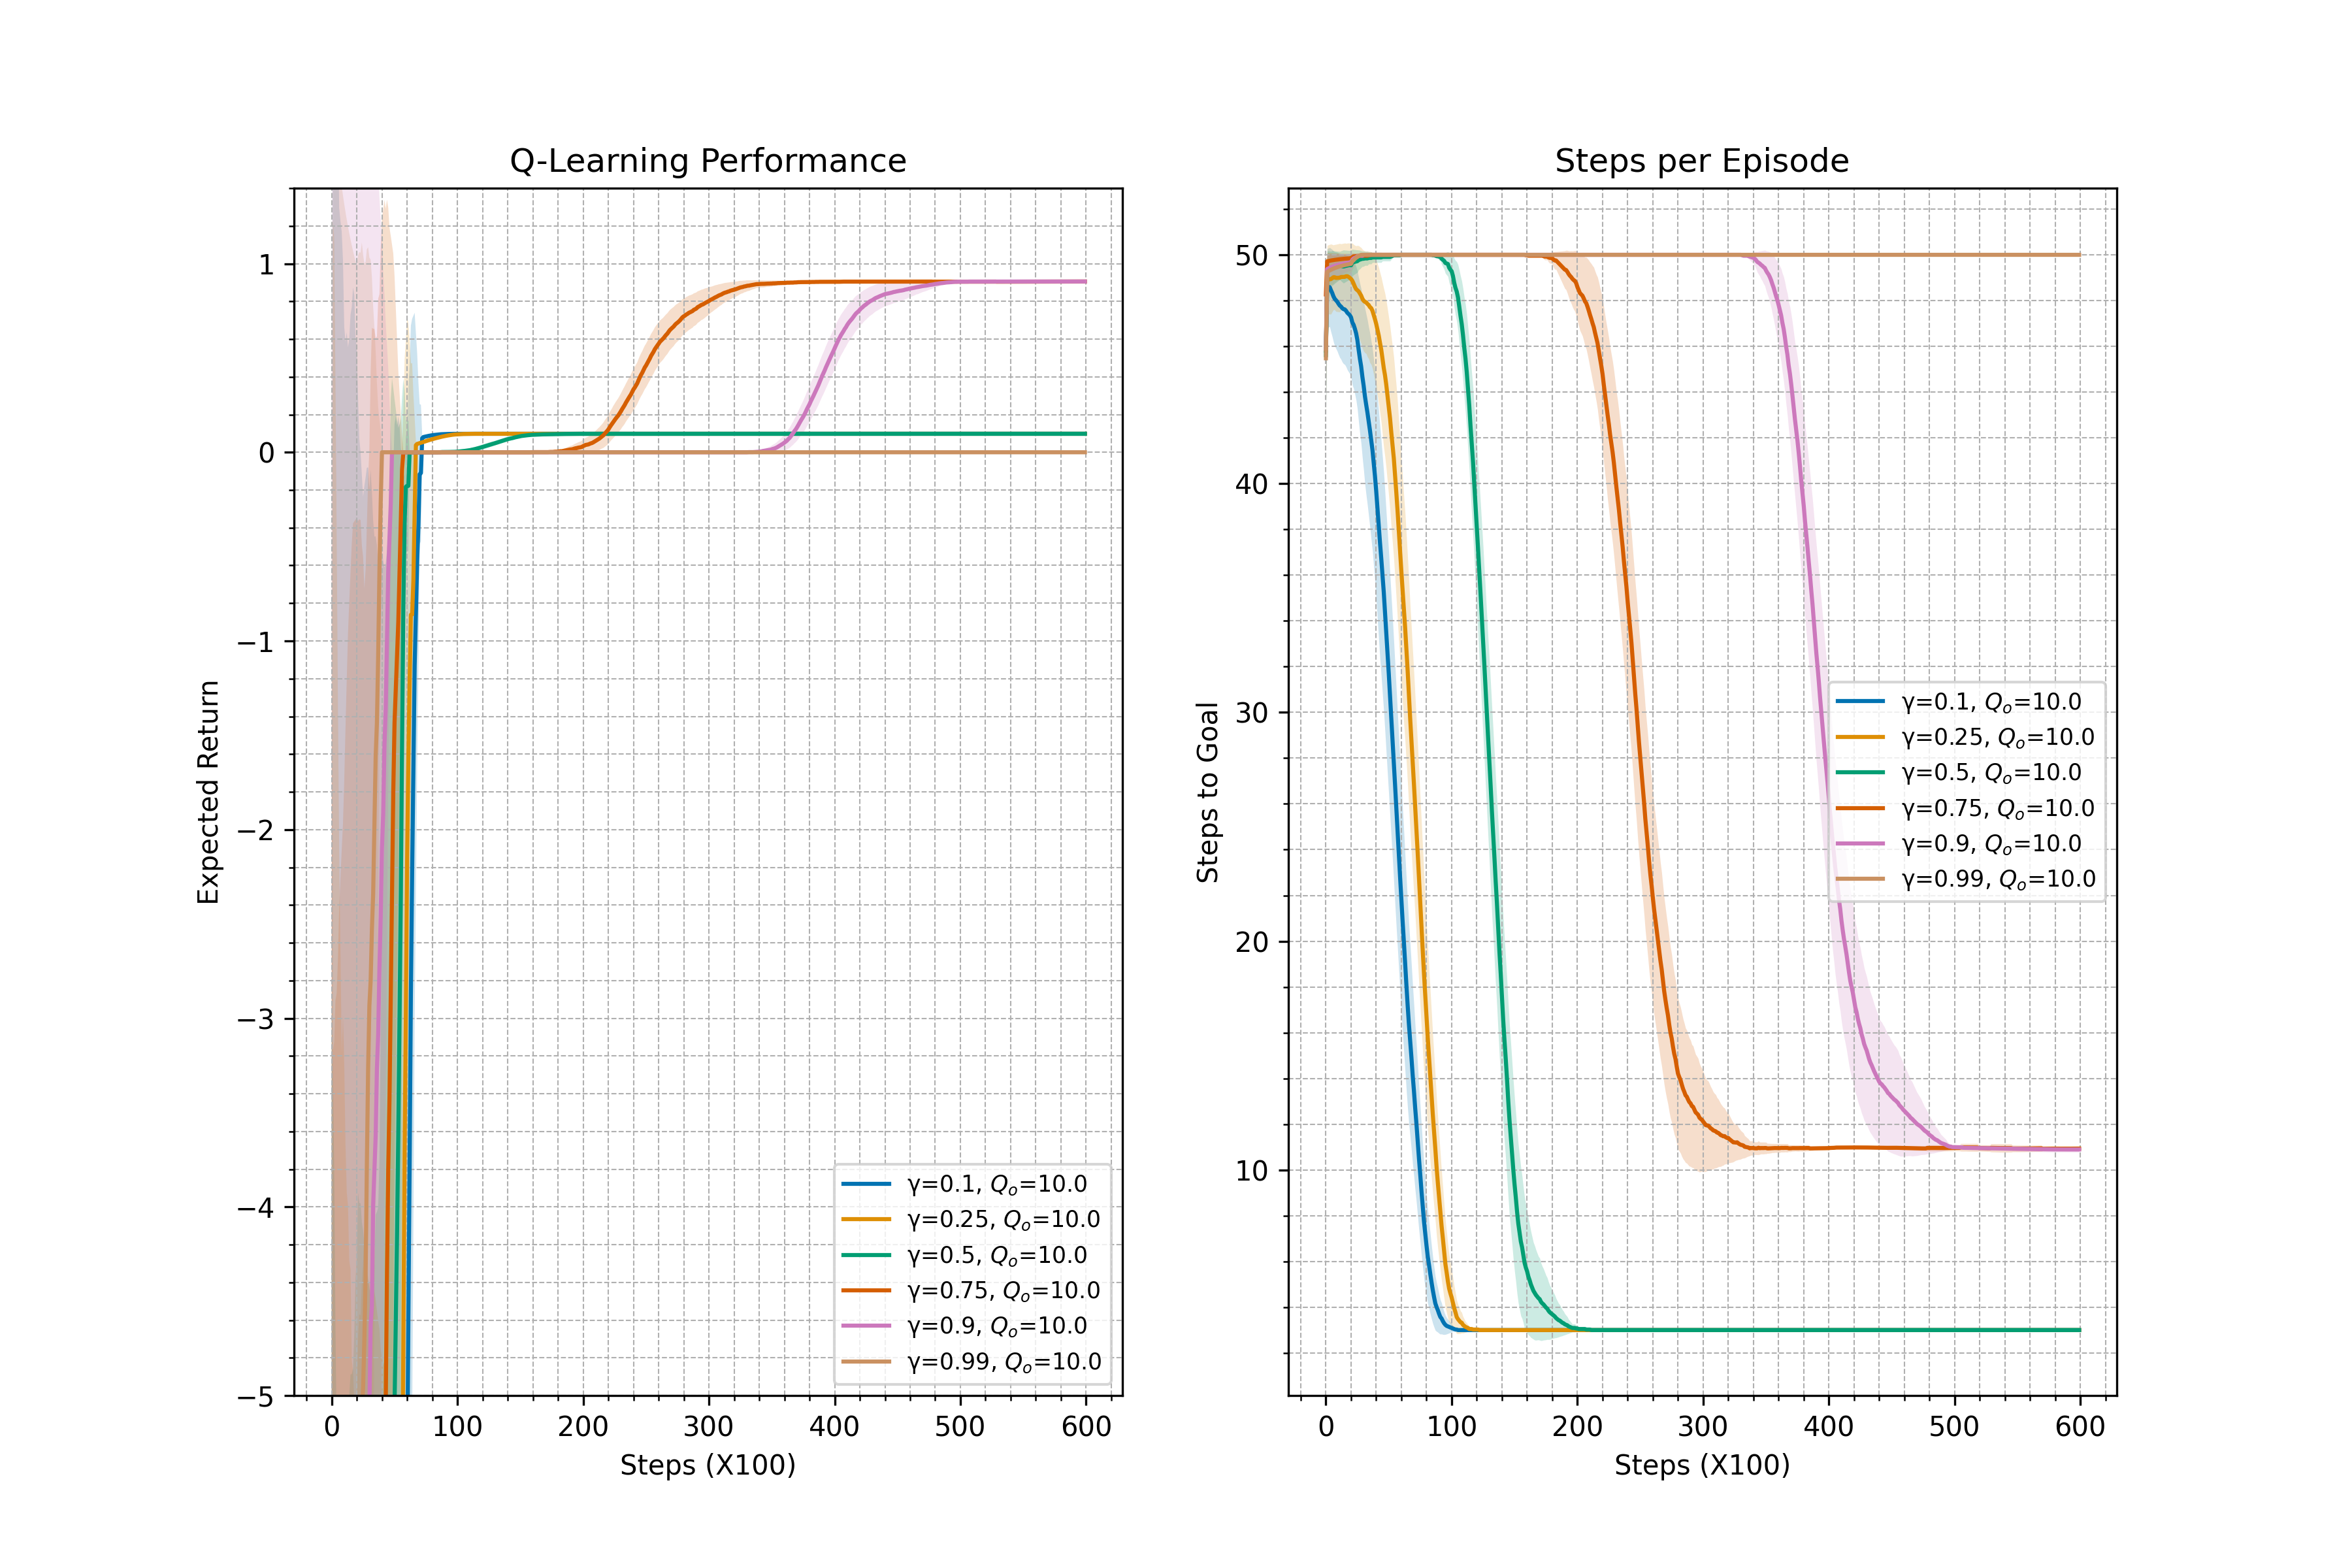 Q-Learning Performance
Expected Return
1
0
−1
−2
−3
−4
−5
0 100 200 300 400 500 600
Steps (X100)
γ=0.1, Qₒ=10.0
γ=0.25, Qₒ=10.0
γ=0.5, Qₒ=10.0
γ=0.75, Qₒ=10.0
γ=0.9, Qₒ=10.0
γ=0.99, Qₒ=10.0
Steps per Episode
Steps to Goal
50
40
30
20
10
0 100 200 300 400 500 600
Steps (X100)
γ=0.1, Qₒ=10.0
γ=0.25, Qₒ=10.0
γ=0.5, Qₒ=10.0
γ=0.75, Qₒ=10.0
γ=0.9, Qₒ=10.0
γ=0.99, Qₒ=10.0